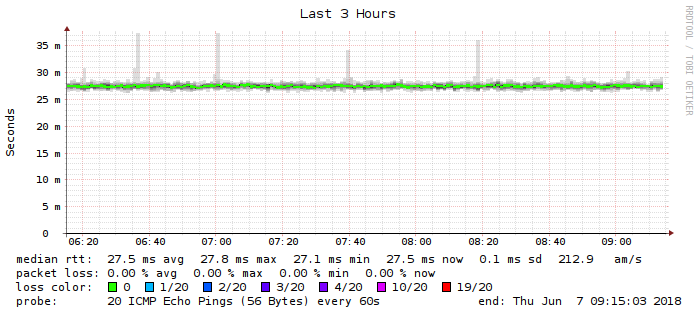 Last 3 Hours
RRDTOOL / TOBI OETIKER
Seconds
35 m
30 m
25 m
20 m
15 m
10 m
5 m
0
06:20 06:40 07:00 07:20 07:40 08:00 08:20 08:40 09:00
median rtt: 27.5 ms avg 27.8 ms max 27.1 ms min 27.5 ms now 0.1 ms sd 212.9 am/s
packet loss: 0.00 % avg 0.00 % max 0.00 % min 0.00 % now
loss color: 0 1/20 2/20 3/20 4/20 10/20 19/20
probe: 20 ICMP Echo Pings (56 Bytes) every 60s end: Thu Jun 7 09:15:03 2018